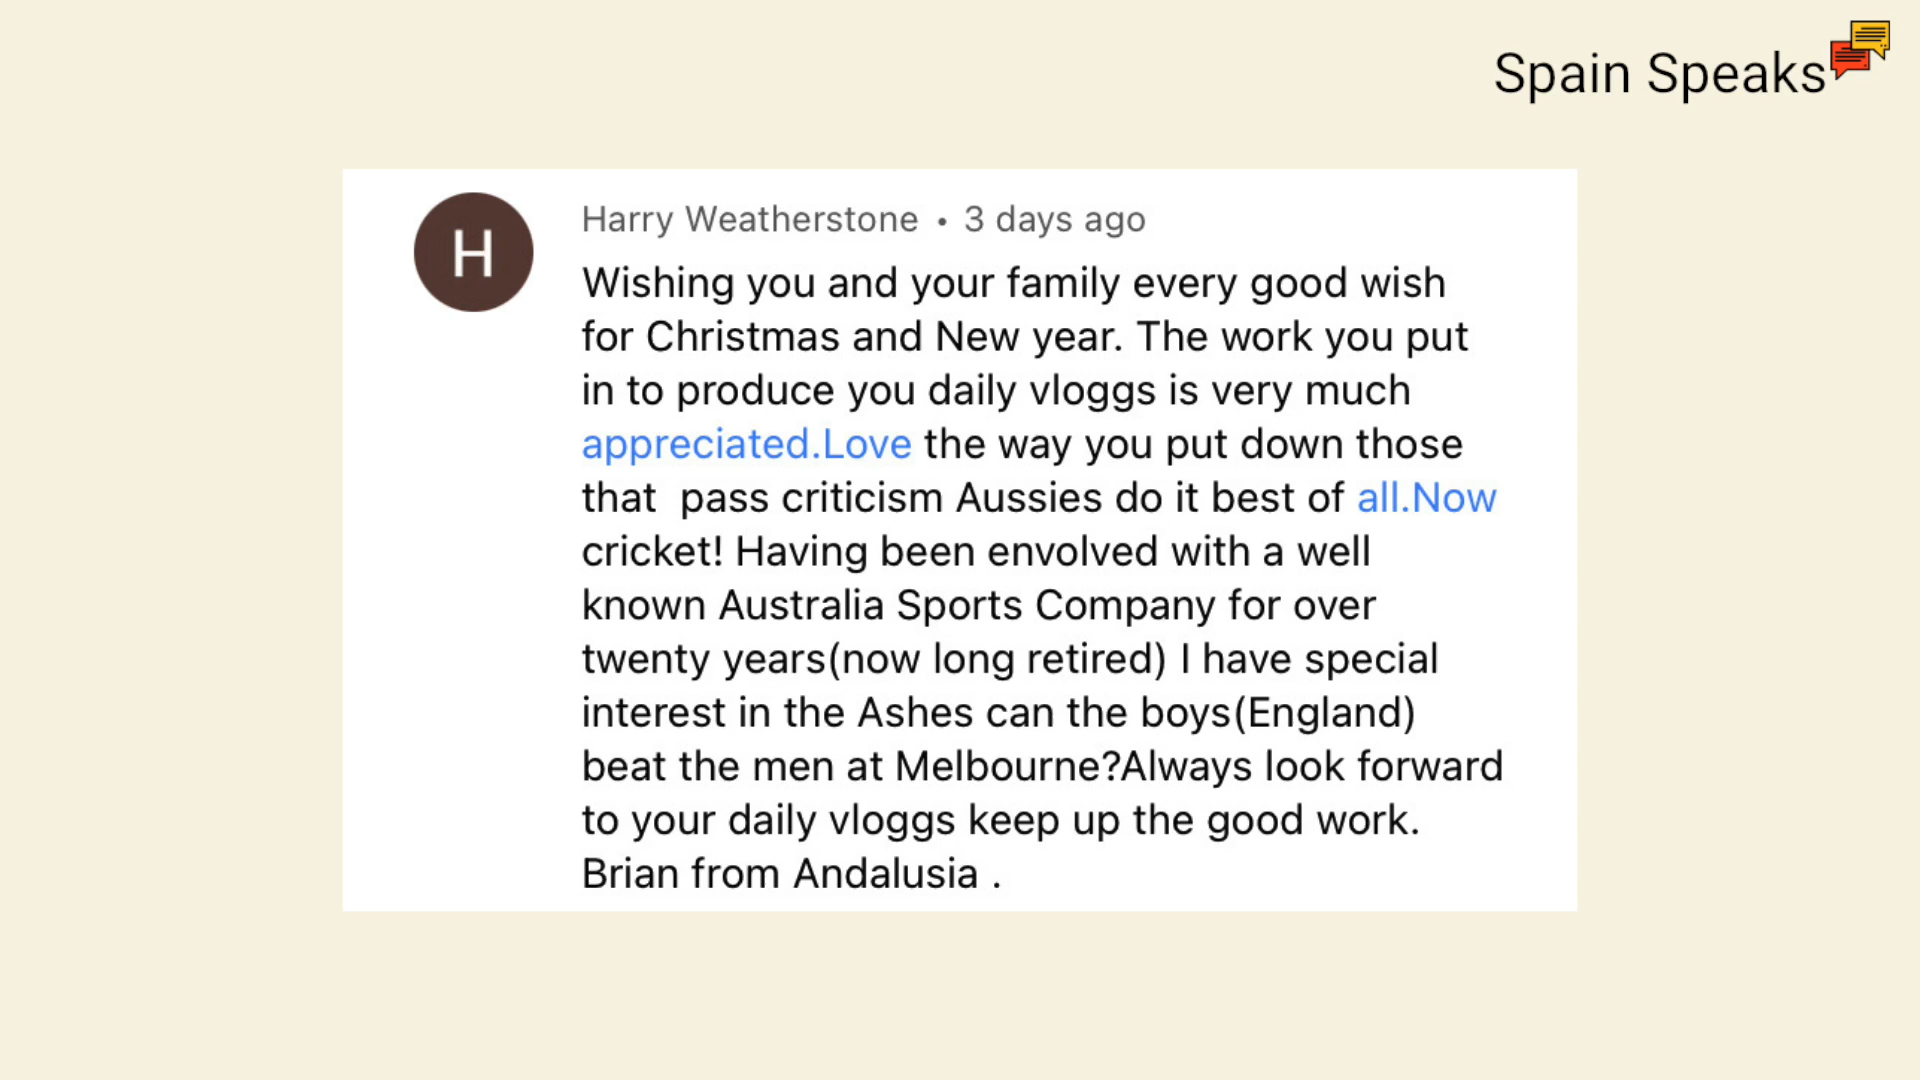 Spain Speaks
H
Harry Weatherstone • 3 days ago
Wishing you and your family every good wish
for Christmas and New year. The work you put
in to produce you daily vloggs is very much
appreciated.Love the way you put down those
that  pass criticism Aussies do it best of all.Now
cricket! Having been envolved with a well
known Australia Sports Company for over
twenty years(now long retired) I have special
interest in the Ashes can the boys(England)
beat the men at Melbourne?Always look forward
to your daily vloggs keep up the good work.
Brian from Andalusia .